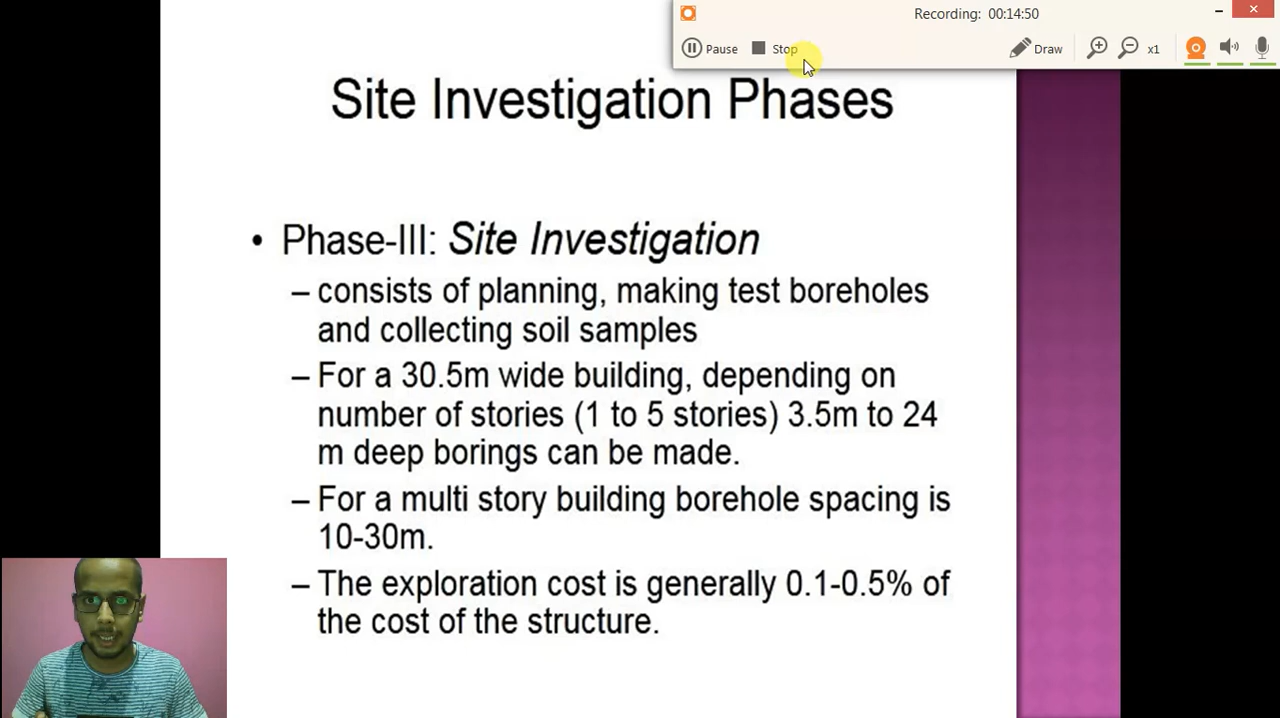 Recording: 00:14:50
Pause Stop Draw x1
Site Investigation Phases
• Phase-III: Site Investigation
– consists of planning, making test boreholes
and collecting soil samples
– For a 30.5m wide building, depending on
number of stories (1 to 5 stories) 3.5m to 24
m deep borings can be made.
– For a multi story building borehole spacing is
10-30m.
– The exploration cost is generally 0.1-0.5% of
the cost of the structure.